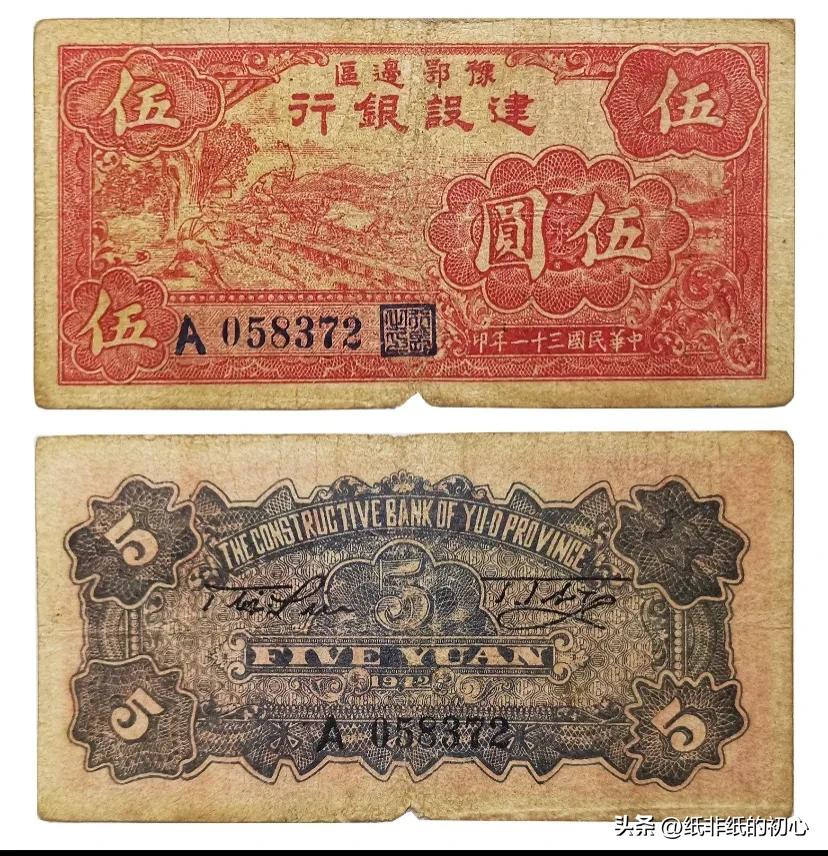 豫鄂邊區
建設銀行
伍
伍
伍圓
伍
A 058372
中華民國三十一年印
THE CONSTRUCTIVE BANK OF YU-O PROVINCE
5
5
FIVE YUAN
1942
5
5
A 058372
头条 @纸非纸的初心